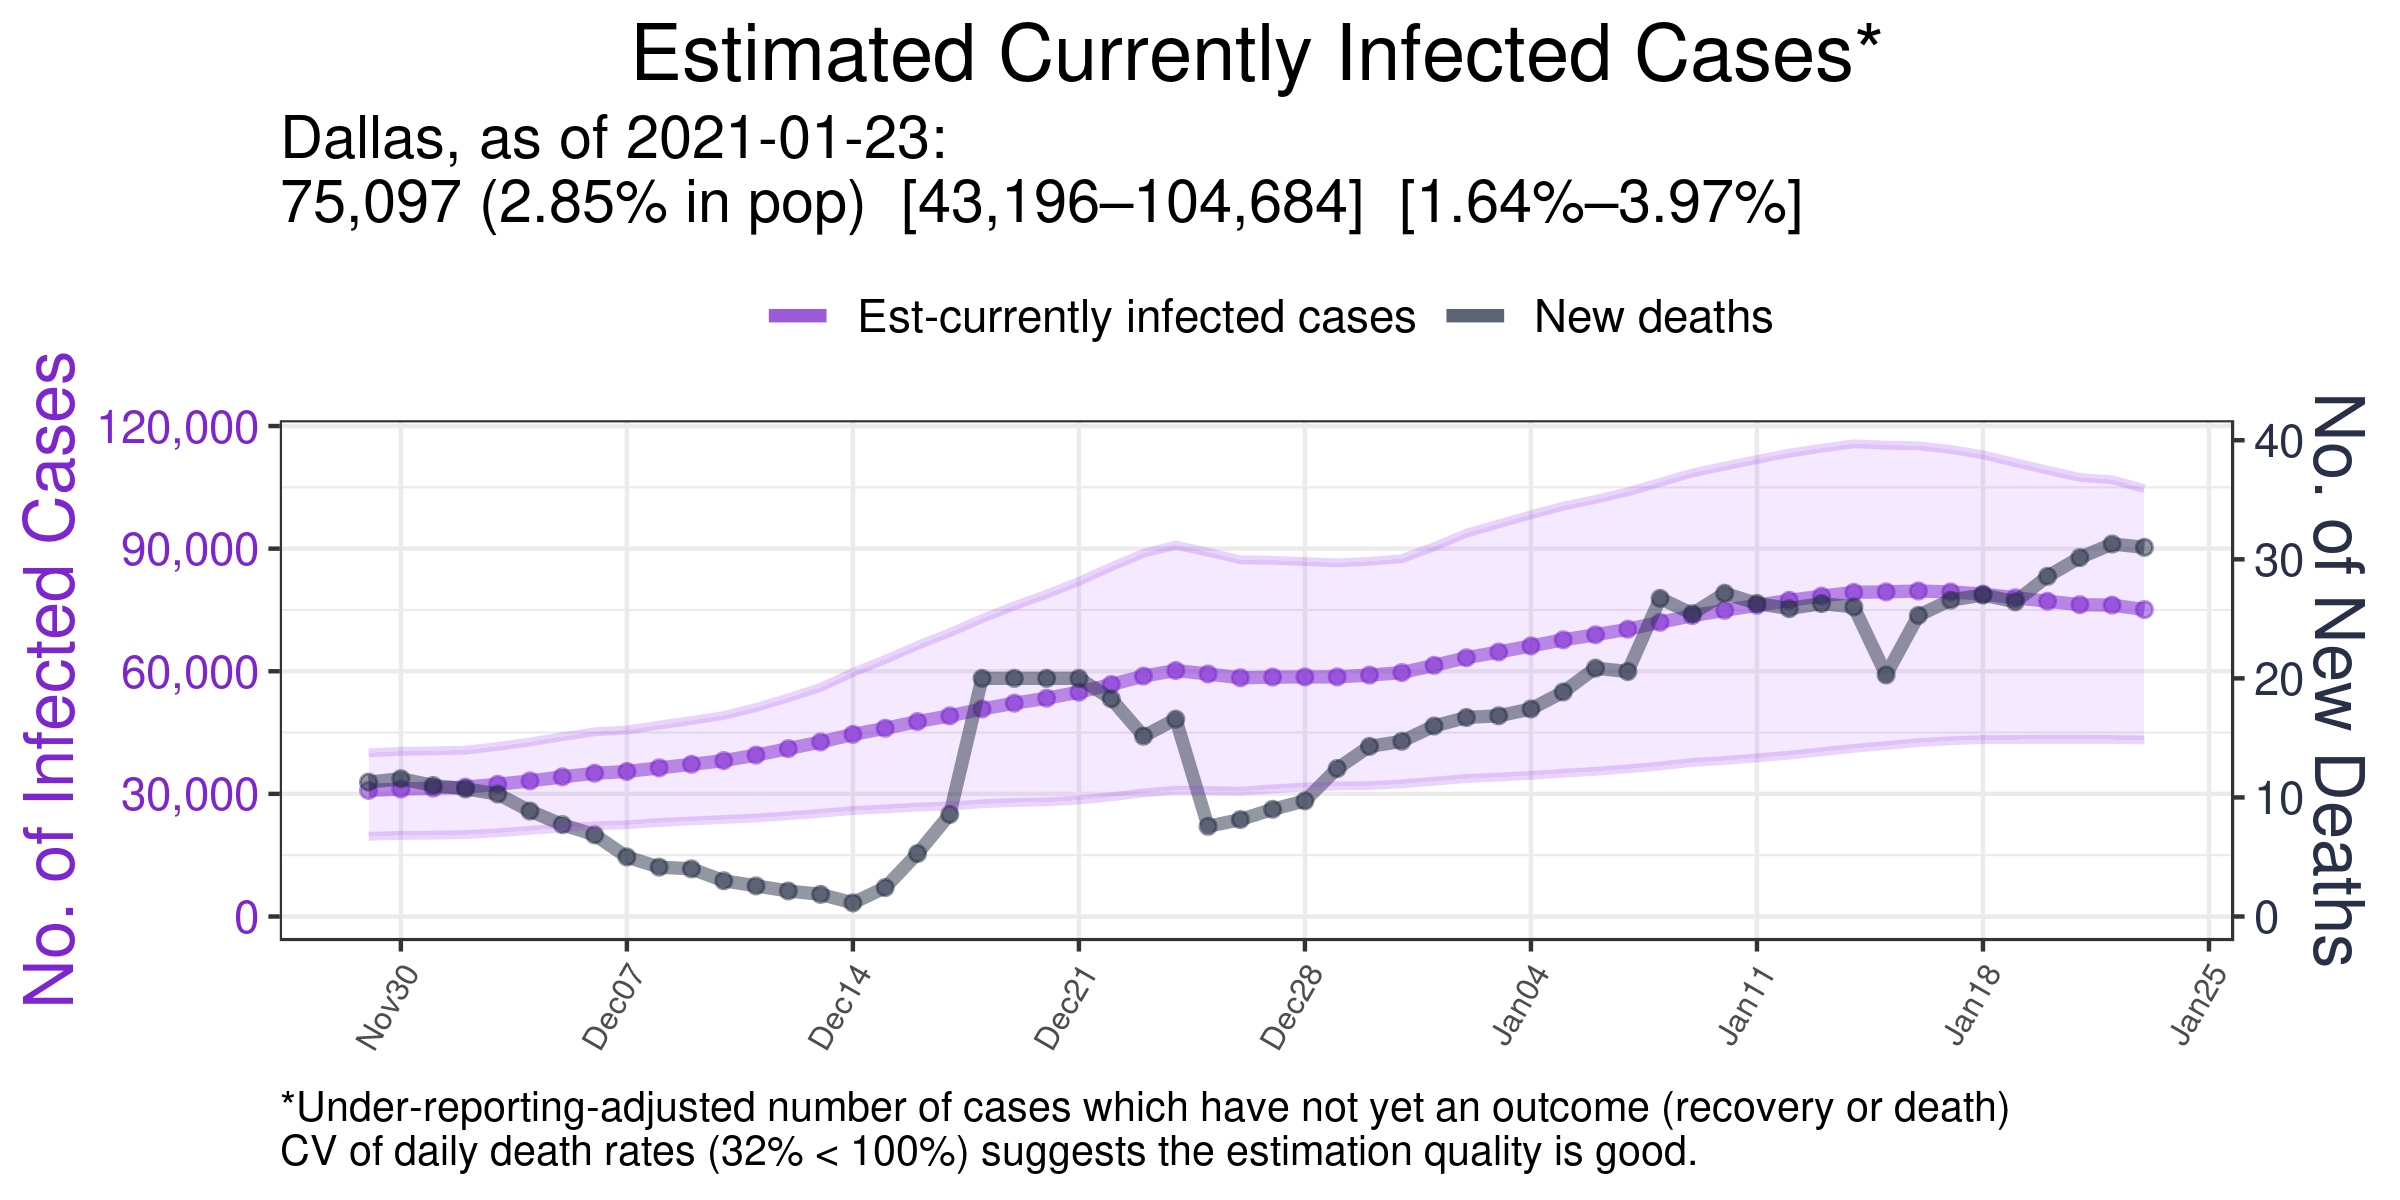 Estimated Currently Infected Cases*
Dallas, as of 2021-01-23:
75,097 (2.85% in pop)  [43,196–104,684]  [1.64%–3.97%]
Est-currently infected cases
New deaths
No. of Infected Cases
120,000
90,000
60,000
30,000
0
40
30
20
10
0
No. of New Deaths
Nov30
Dec07
Dec14
Dec21
Dec28
Jan04
Jan11
Jan18
Jan25
*Under-reporting-adjusted number of cases which have not yet an outcome (recovery or death)
CV of daily death rates (32% < 100%) suggests the estimation quality is good.